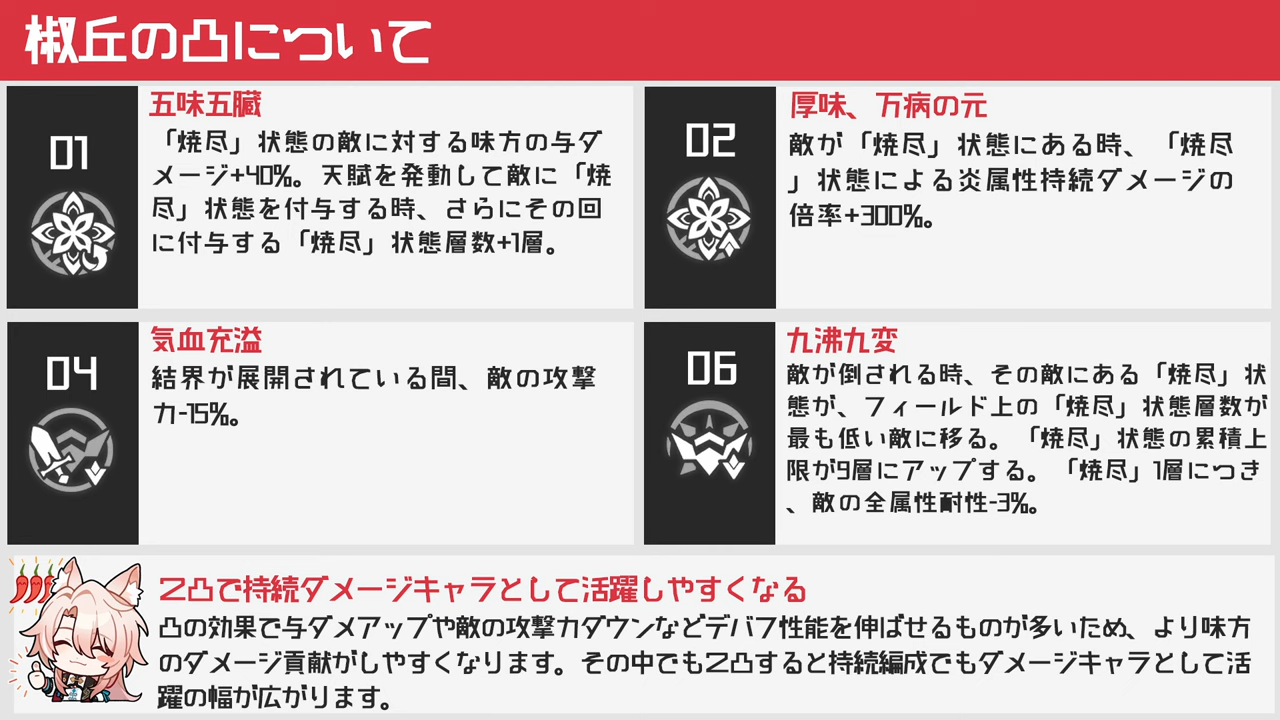 椒丘の凸について
01
五味五臓
「焼尽」状態の敵に対する味方の与ダ
メージ+40%。天賦を発動して敵に「焼
尽」状態を付与する時、さらにその回
に付与する「焼尽」状態層数+1層。
02
厚味、万病の元
敵が「焼尽」状態にある時、「焼尽
」状態による炎属性持続ダメージの
倍率+300%。
04
気血充溢
結界が展開されている間、敵の攻撃
力-15%。
06
九沸九変
敵が倒される時、その敵にある「焼尽」状
態が、フィールド上の「焼尽」状態層数が
最も低い敵に移る。「焼尽」状態の累積上
限が9層にアップする。「焼尽」1層につき
、敵の全属性耐性-3%。
2凸で持続ダメージキャラとして活躍しやすくなる
凸の効果で与ダメアップや敵の攻撃力ダウンなどデバフ性能を伸ばせるものが多いため、より味方
のダメージ貢献がしやすくなります。その中でも2凸すると持続編成でもダメージキャラとして活
躍の幅が広がります。